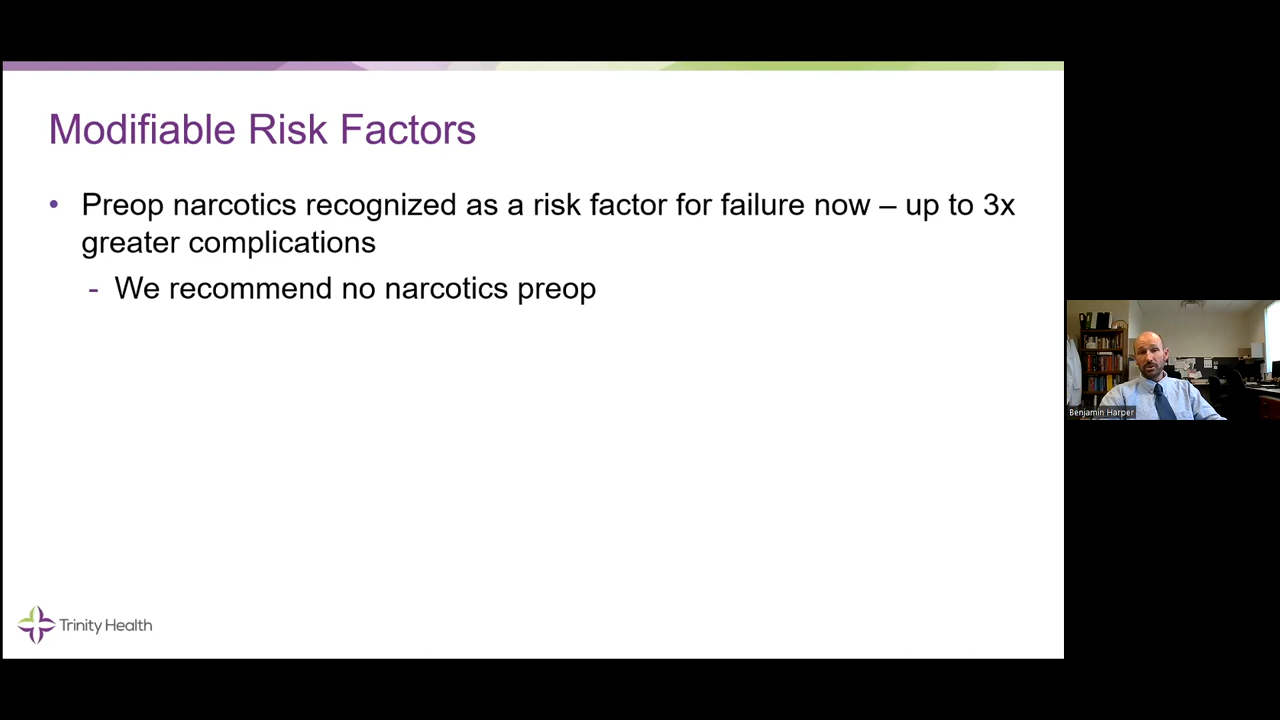 Modifiable Risk Factors
• Preop narcotics recognized as a risk factor for failure now – up to 3x
greater complications
- We recommend no narcotics preop
Benjamin Harper
Trinity Health